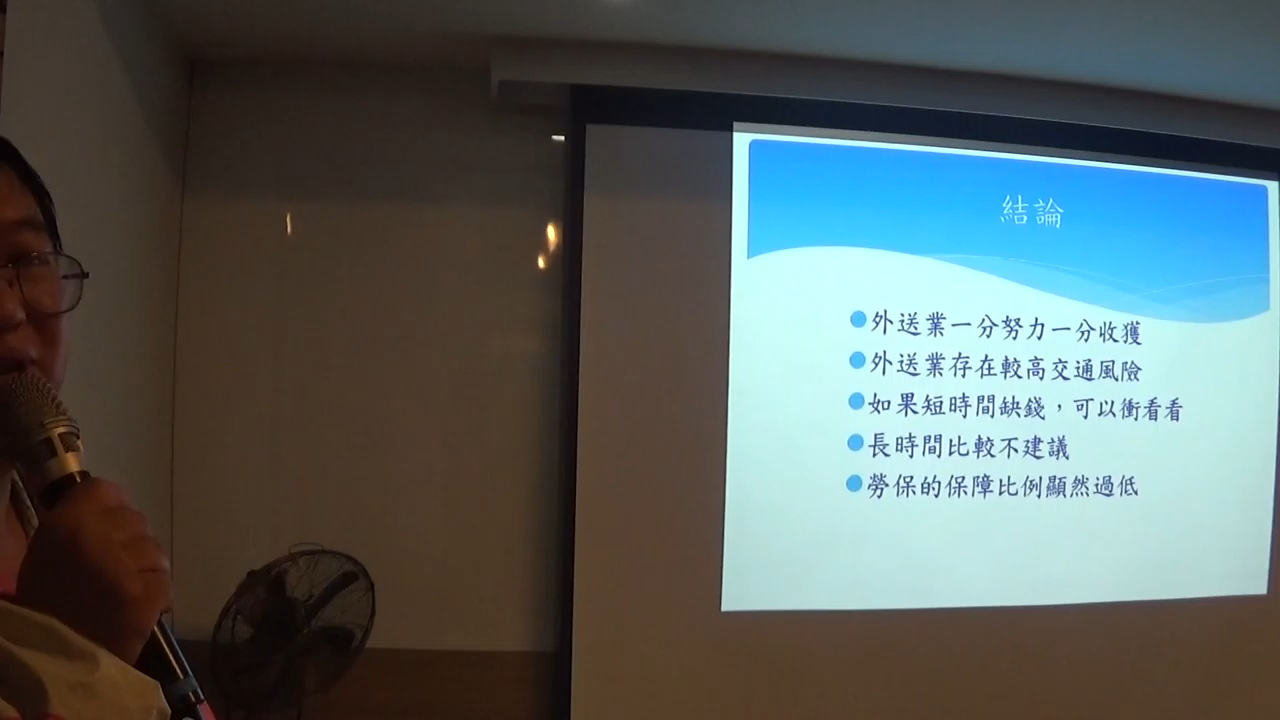 結論
外送業一分努力一分收獲
外送業存在較高交通風險
如果短時間缺錢，可以衝看看
長時間比較不建議
勞保的保障比例顯然過低